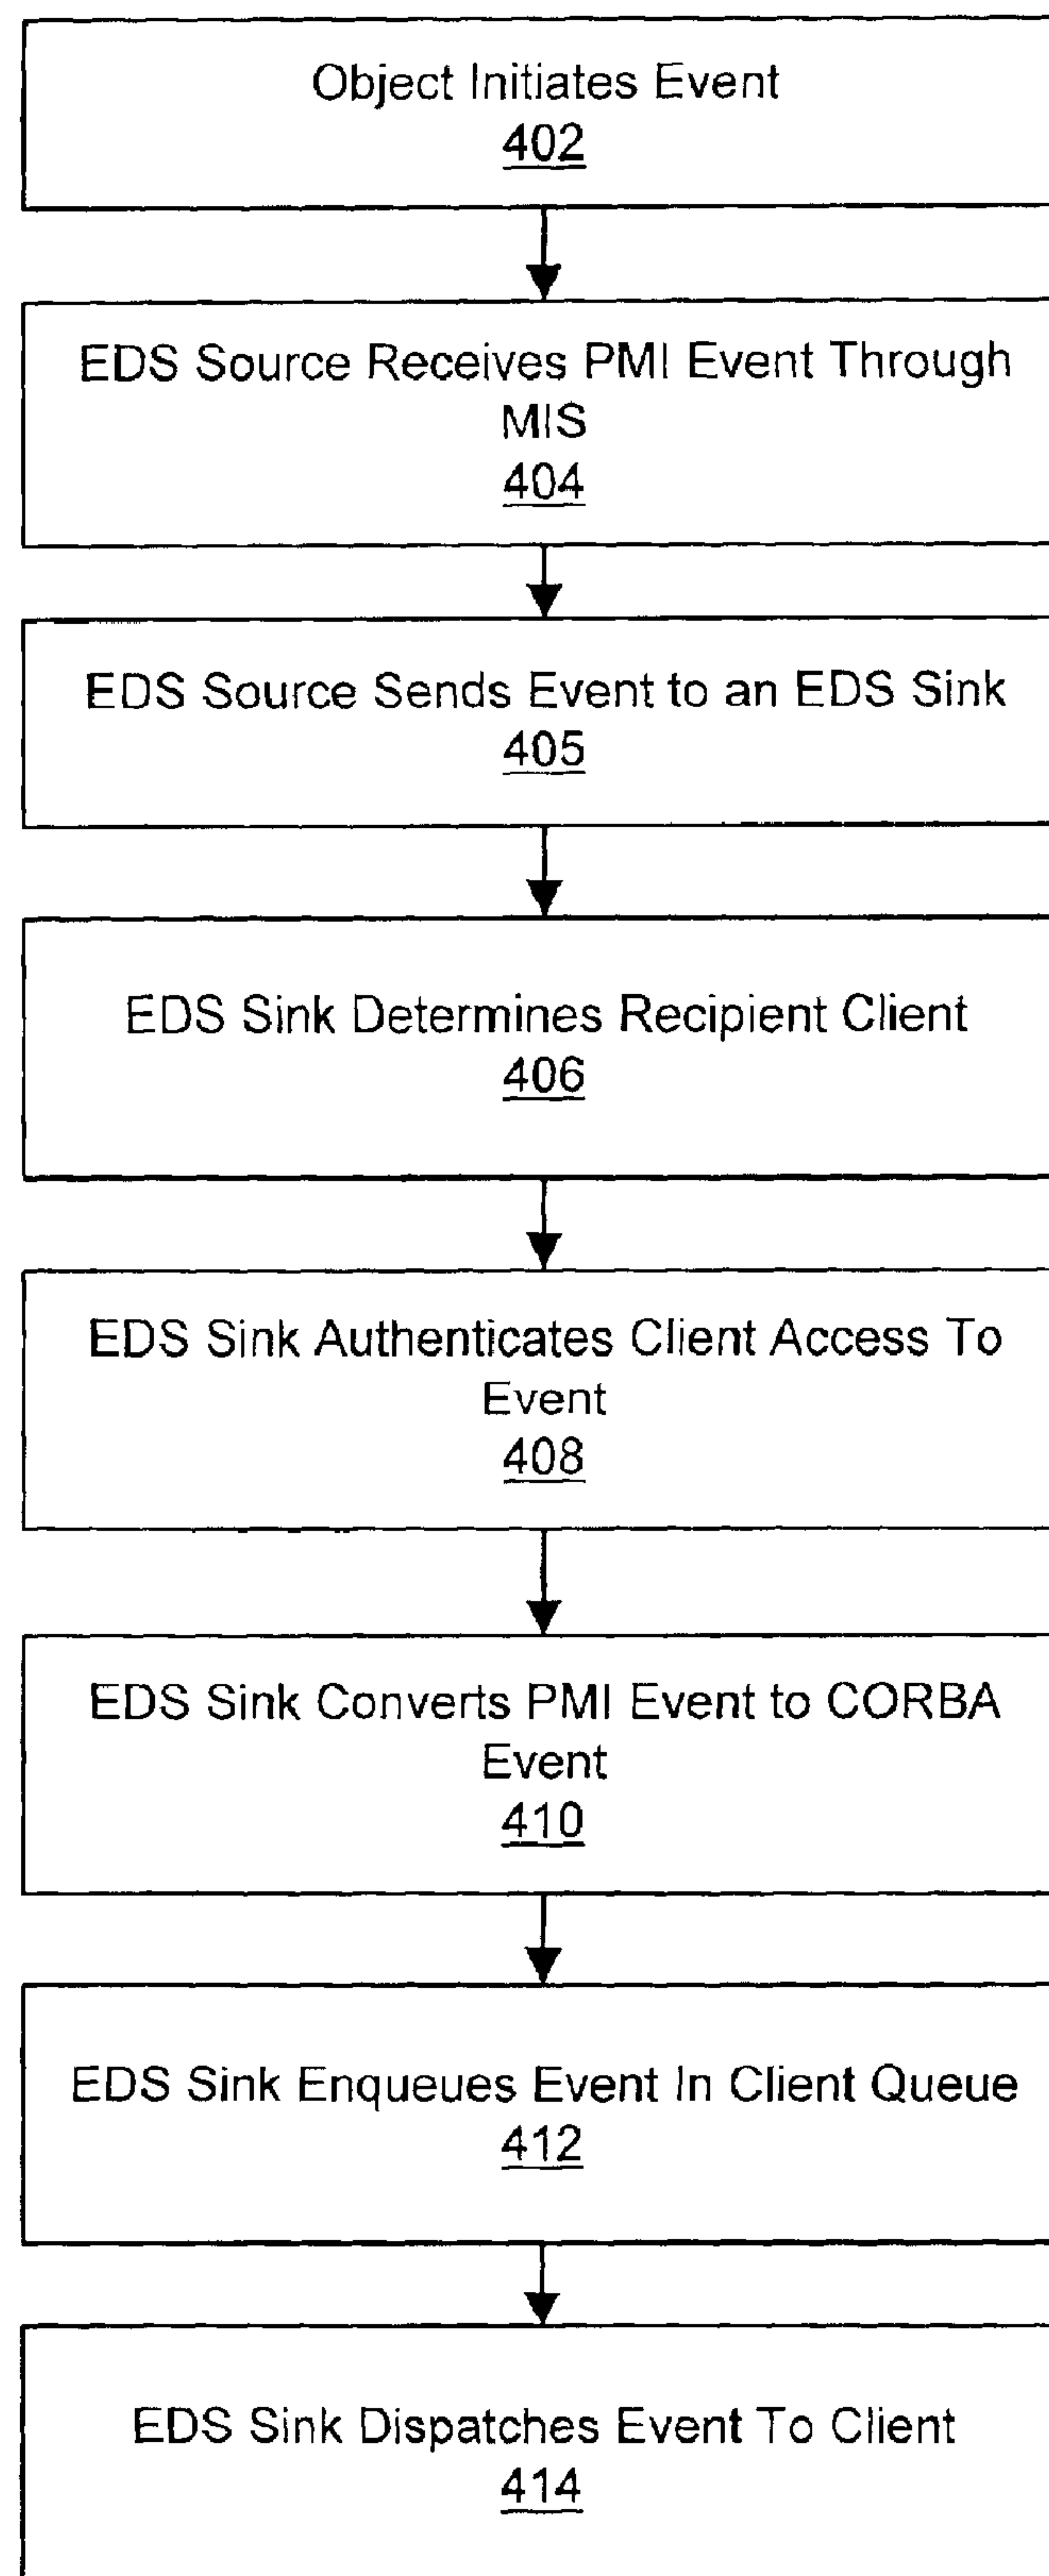 Object Initiates Event
402
EDS Source Receives PMI Event Through
MIS
404
EDS Source Sends Event to an EDS Sink
405
EDS Sink Determines Recipient Client
406
EDS Sink Authenticates Client Access To
Event
408
EDS Sink Converts PMI Event to CORBA
Event
410
EDS Sink Enqueues Event In Client Queue
412
EDS Sink Dispatches Event To Client
414